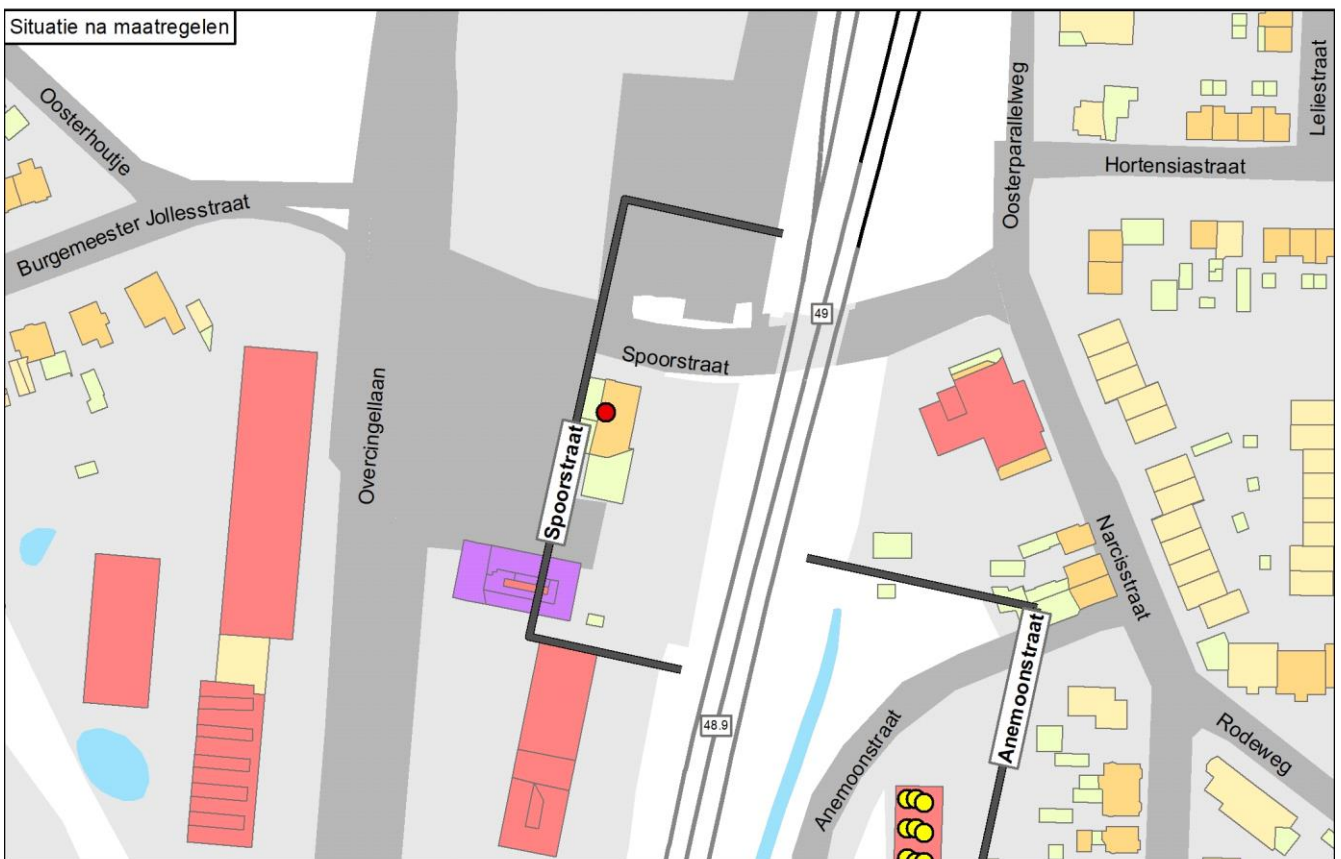 Situatie na maatregelen
Oosterhoutje
Burgemeester Jollesstraat
Overcingellaan
Spoorstraat
Spoorstraat
49
48.9
Oosterparallelweg
Leliestraat
Hortensiastraat
Narcisstraat
Anemoonstraat
Anemoonstraat
Rodeweg